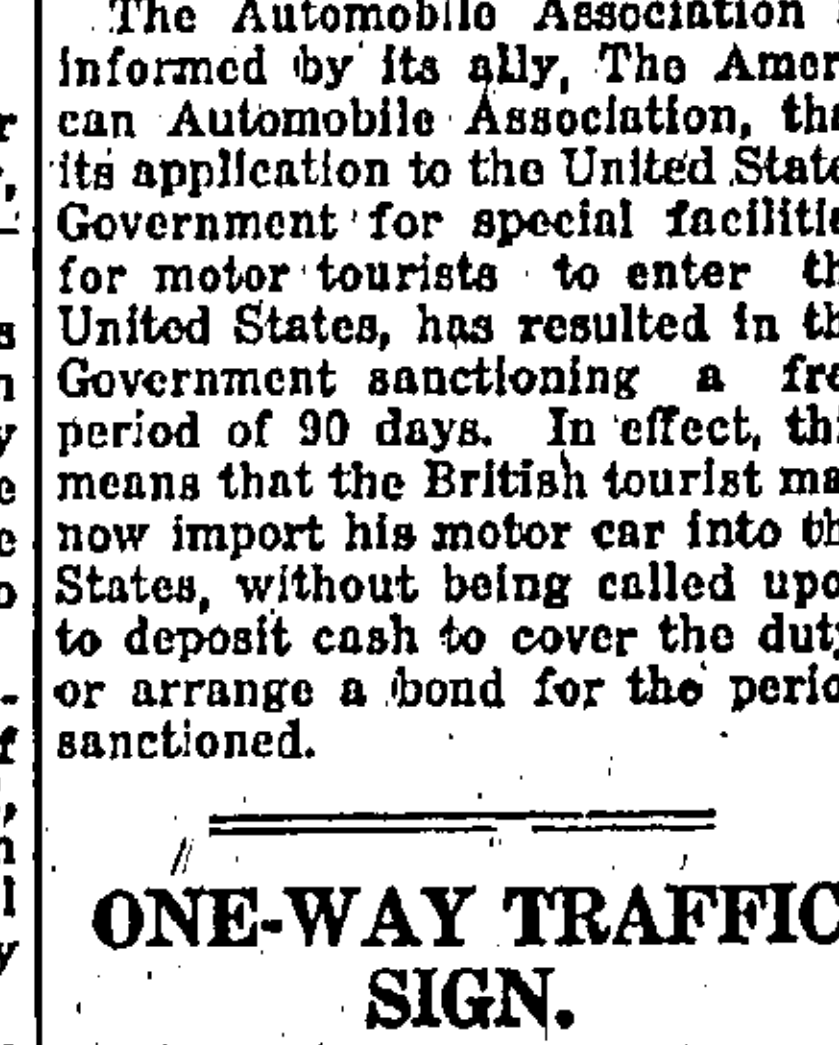 The Automobile Association
informed by its ally, The Ameri
can Automobile Association, tha
its application to the United State
Government for special facilitie
for motor tourists to enter th
United States, has resulted in th
Government sanctioning a fre
period of 90 days. In effect, thi
means that the British tourist ma
now import his motor car into th
States, without being called upo
to deposit cash to cover the duty
or arrange a bond for the perio
sanctioned.
ONE-WAY TRAFFIC
SIGN.